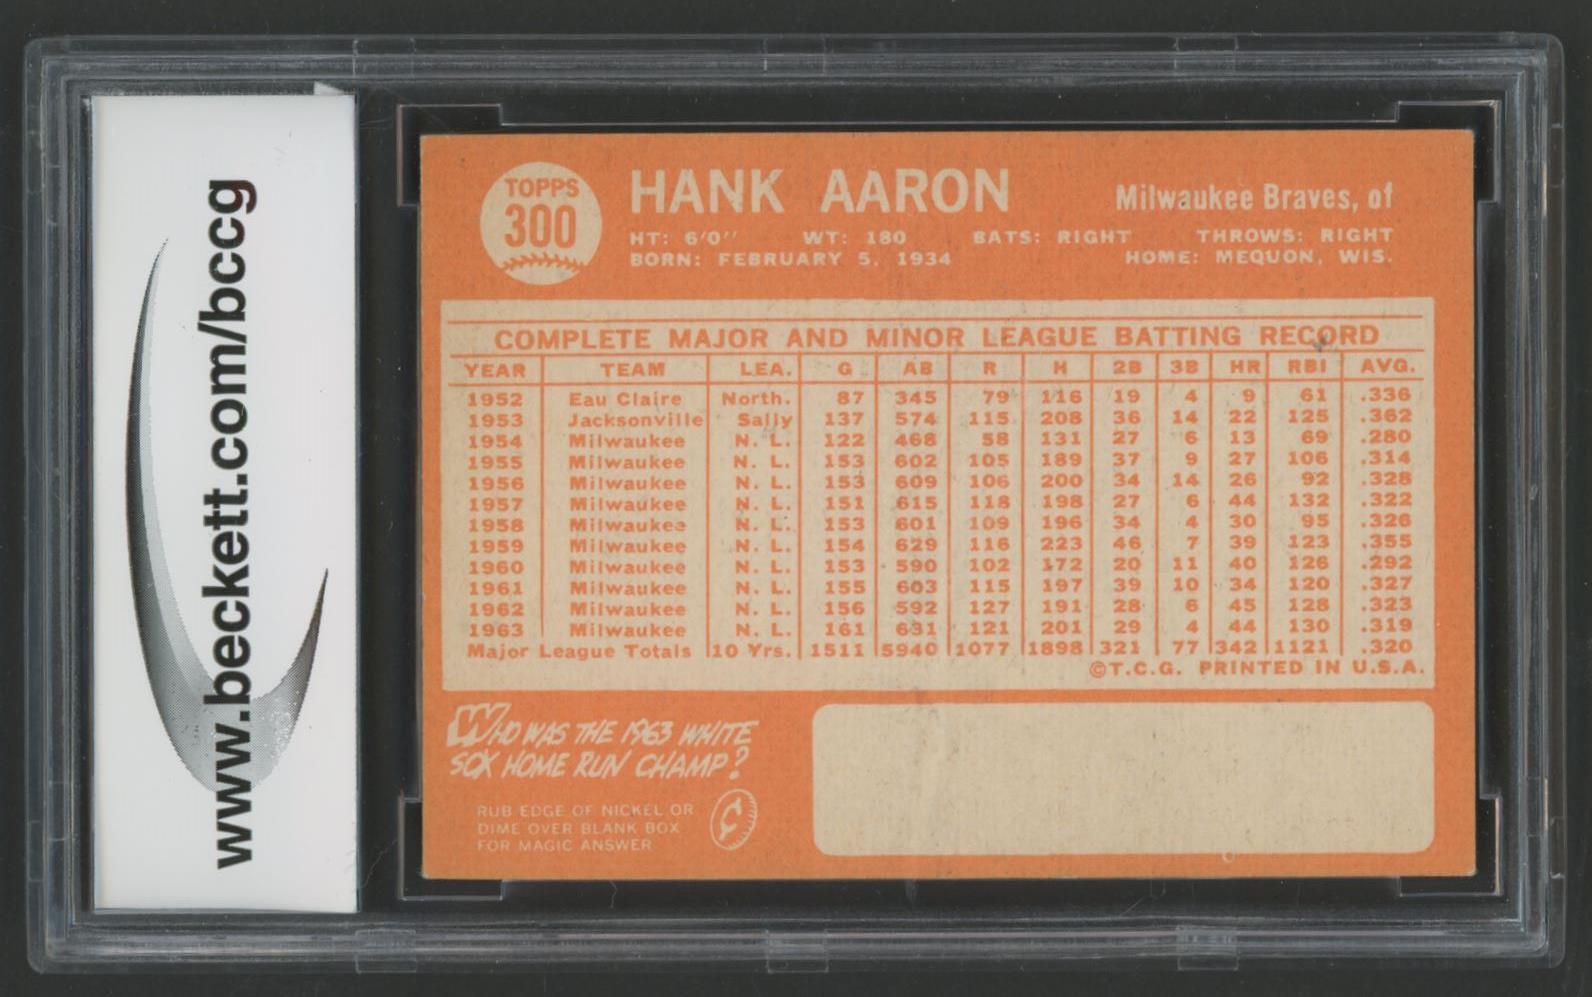 www.beckett.com/bccg
TOPPS
300
HANK AARON
Milwaukee Braves, of
HT: 6'0" WT: 180 BATS: RIGHT THROWS: RIGHT
BORN: FEBRUARY 5, 1934 HOME: MEQUON, WIS.
COMPLETE MAJOR AND MINOR LEAGUE BATTING RECORD
YEAR TEAM LEA. G AB R H 2B 3B HR RBI AVG.
1952 Eau Claire North. 87 345 79 116 19 4 9 61 .336
1953 Jacksonville Sally 137 574 115 208 36 14 22 125 .362
1954 Milwaukee N. L. 122 468 58 131 27 6 13 69 .280
1955 Milwaukee N. L. 153 602 105 189 37 9 27 106 .314
1956 Milwaukee N. L. 153 609 106 200 34 14 26 92 .328
1957 Milwaukee N. L. 151 615 118 198 27 6 44 132 .322
1958 Milwaukee N. L. 153 601 109 196 34 4 30 95 .326
1959 Milwaukee N. L. 154 629 116 223 46 7 39 123 .355
1960 Milwaukee N. L. 153 590 102 172 20 11 40 126 .292
1961 Milwaukee N. L. 155 603 115 197 39 10 34 120 .327
1962 Milwaukee N. L. 156 592 127 191 28 6 45 128 .323
1963 Milwaukee N. L. 161 631 121 201 29 4 44 130 .319
Major League Totals 10 Yrs. 1511 5940 1077 1898 321 77 342 1121 .320
©T.C.G. PRINTED IN U.S.A.
WHO WAS THE 1963 WHITE
SOX HOME RUN CHAMP?
RUB EDGE OF NICKEL OR
DIME OVER BLANK BOX
FOR MAGIC ANSWER